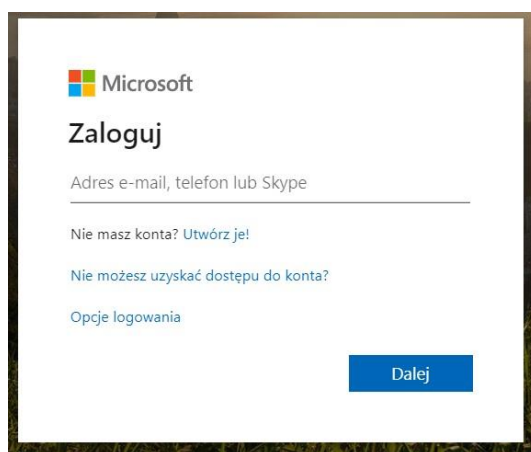 Microsoft
Zaloguj
Adres e-mail, telefon lub Skype
Nie masz konta? Utwórz je!
Nie możesz uzyskać dostępu do konta?
Opcje logowania
Dalej